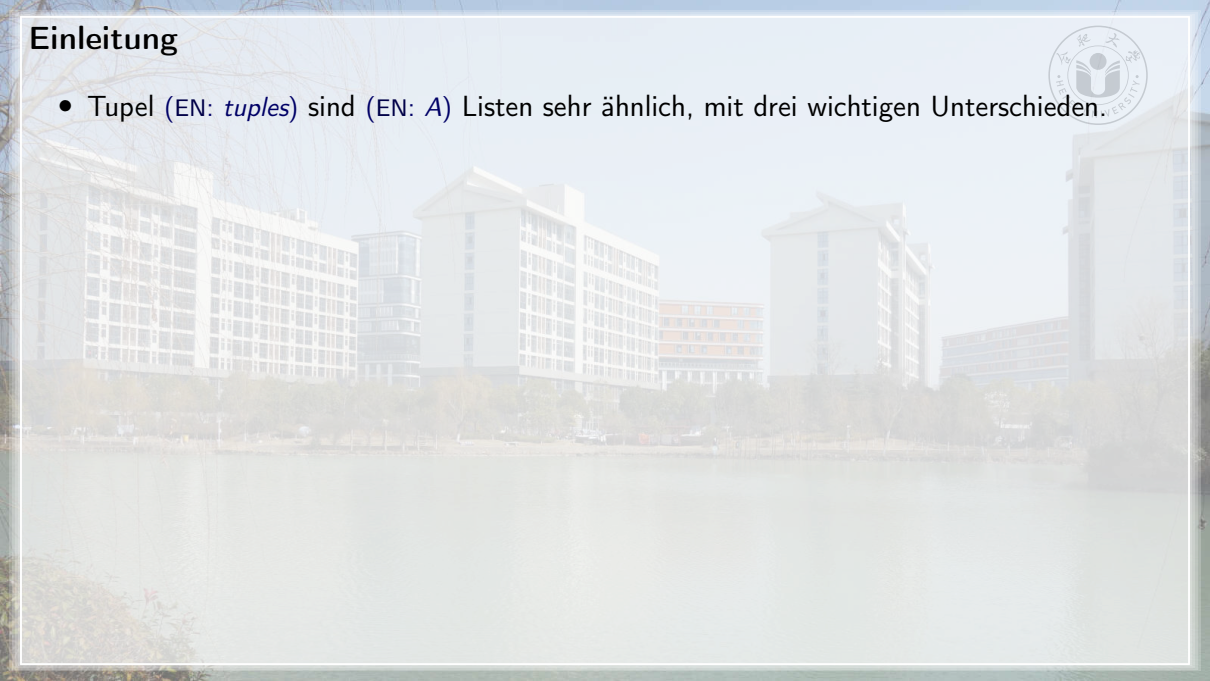 Einleitung
• Tupel (EN: tuples) sind (EN: A) Listen sehr ähnlich, mit drei wichtigen Unterschieden.